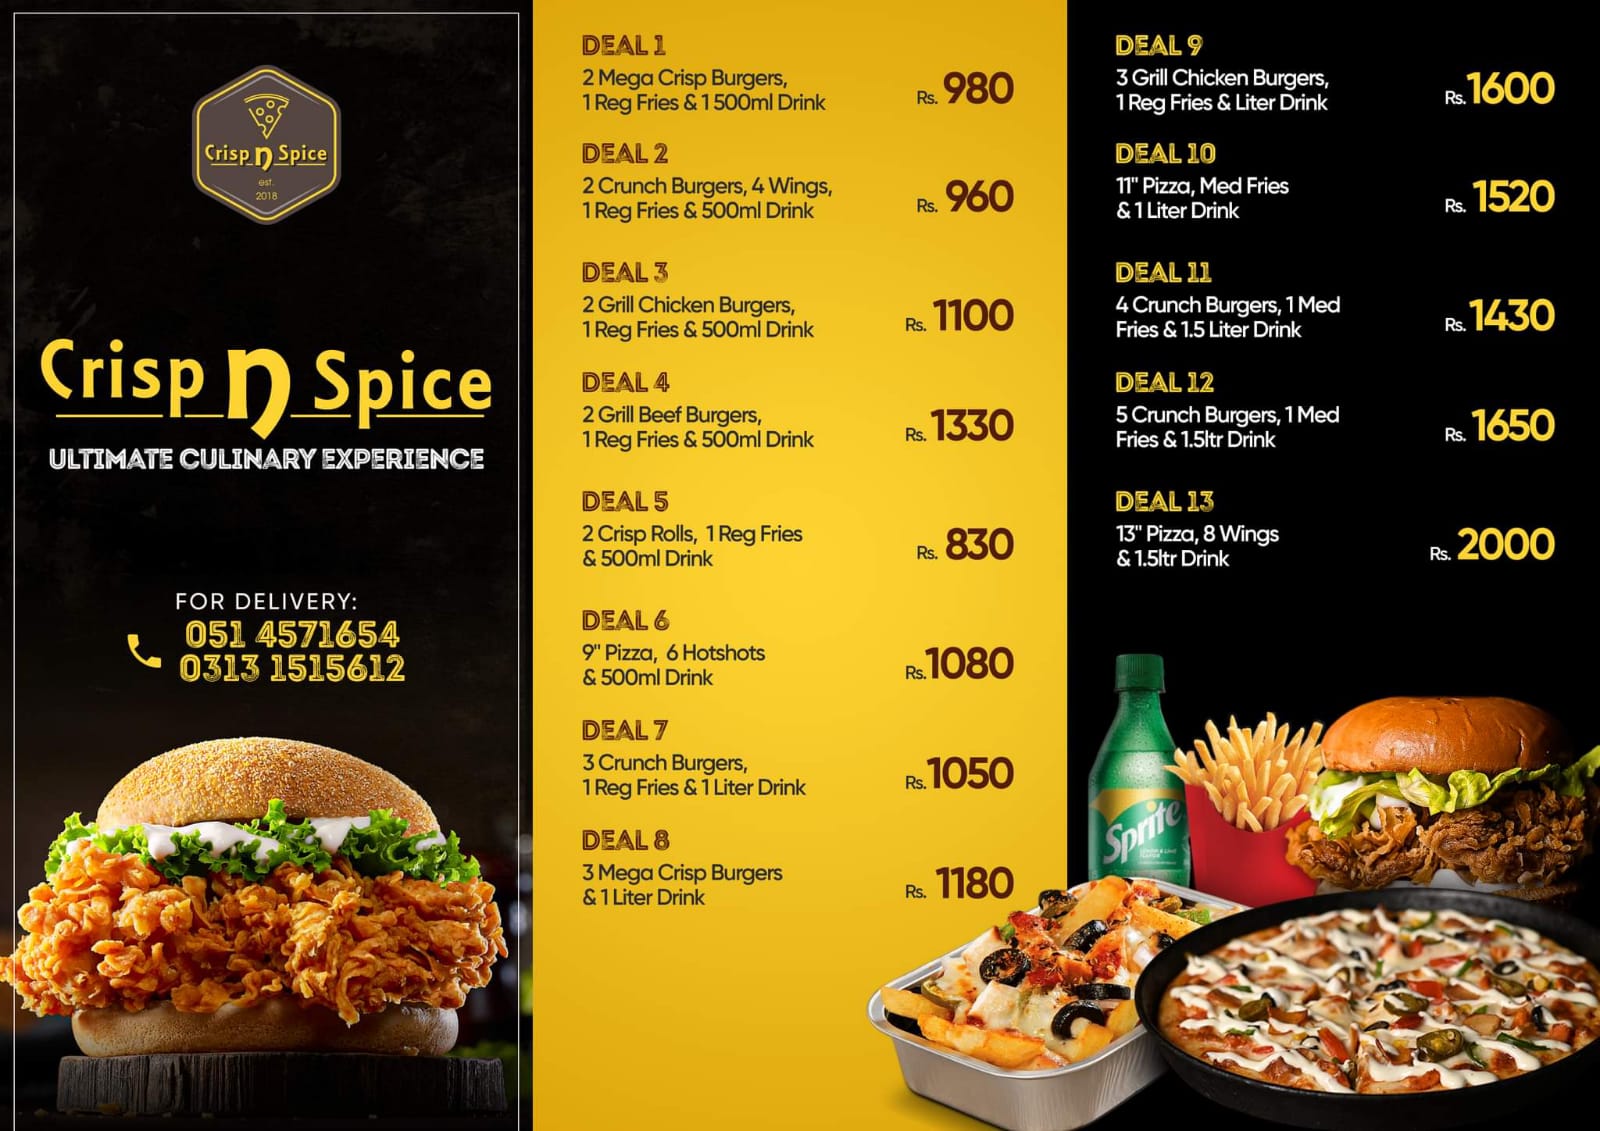 Crisp n Spice
est.
2018
Crisp n Spice
ULTIMATE CULINARY EXPERIENCE
FOR DELIVERY:
051 4571654
0313 1515612
DEAL 1
2 Mega Crisp Burgers,
1 Reg Fries & 1 500ml Drink
Rs. 980
DEAL 2
2 Crunch Burgers, 4 Wings,
1 Reg Fries & 500ml Drink
Rs. 960
DEAL 3
2 Grill Chicken Burgers,
1 Reg Fries & 500ml Drink
Rs. 1100
DEAL 4
2 Grill Beef Burgers,
1 Reg Fries & 500ml Drink
Rs. 1330
DEAL 5
2 Crisp Rolls, 1 Reg Fries
& 500ml Drink
Rs. 830
DEAL 6
9" Pizza, 6 Hotshots
& 500ml Drink
Rs. 1080
DEAL 7
3 Crunch Burgers,
1 Reg Fries & 1 Liter Drink
Rs. 1050
DEAL 8
3 Mega Crisp Burgers
& 1 Liter Drink
Rs. 1180
DEAL 9
3 Grill Chicken Burgers,
1 Reg Fries & Liter Drink
Rs. 1600
DEAL 10
11" Pizza, Med Fries
& 1 Liter Drink
Rs. 1520
DEAL 11
4 Crunch Burgers, 1 Med
Fries & 1.5 Liter Drink
Rs. 1430
DEAL 12
5 Crunch Burgers, 1 Med
Fries & 1.5ltr Drink
Rs. 1650
DEAL 13
13" Pizza, 8 Wings
& 1.5ltr Drink
Rs. 2000
Sprite